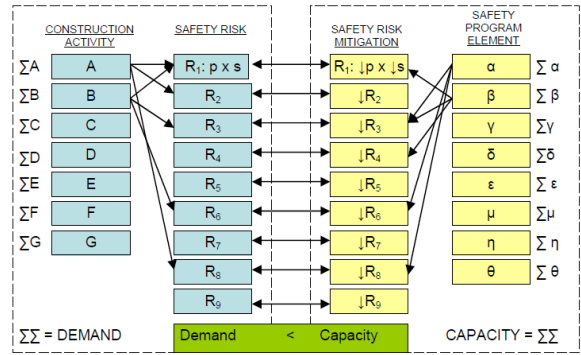 CONSTRUCTION ACTIVITY
SAFETY RISK
SAFETY RISK MITIGATION
SAFETY PROGRAM ELEMENT
∑A A R₁: p x s R₁: ↓p x ↓s α ∑ α
∑B B R₂ ↓R₂ β ∑ β
∑C C R₃ ↓R₃ γ ∑γ
∑D D R₄ ↓R₄ δ ∑δ
∑E E R₅ ↓R₅ ε ∑ ε
∑F F R₆ ↓R₆ μ ∑μ
∑G G R₇ ↓R₇ η ∑ η
R₈ ↓R₈ θ ∑ θ
R₉ ↓R₉
∑∑ = DEMAND Demand < Capacity CAPACITY = ∑∑